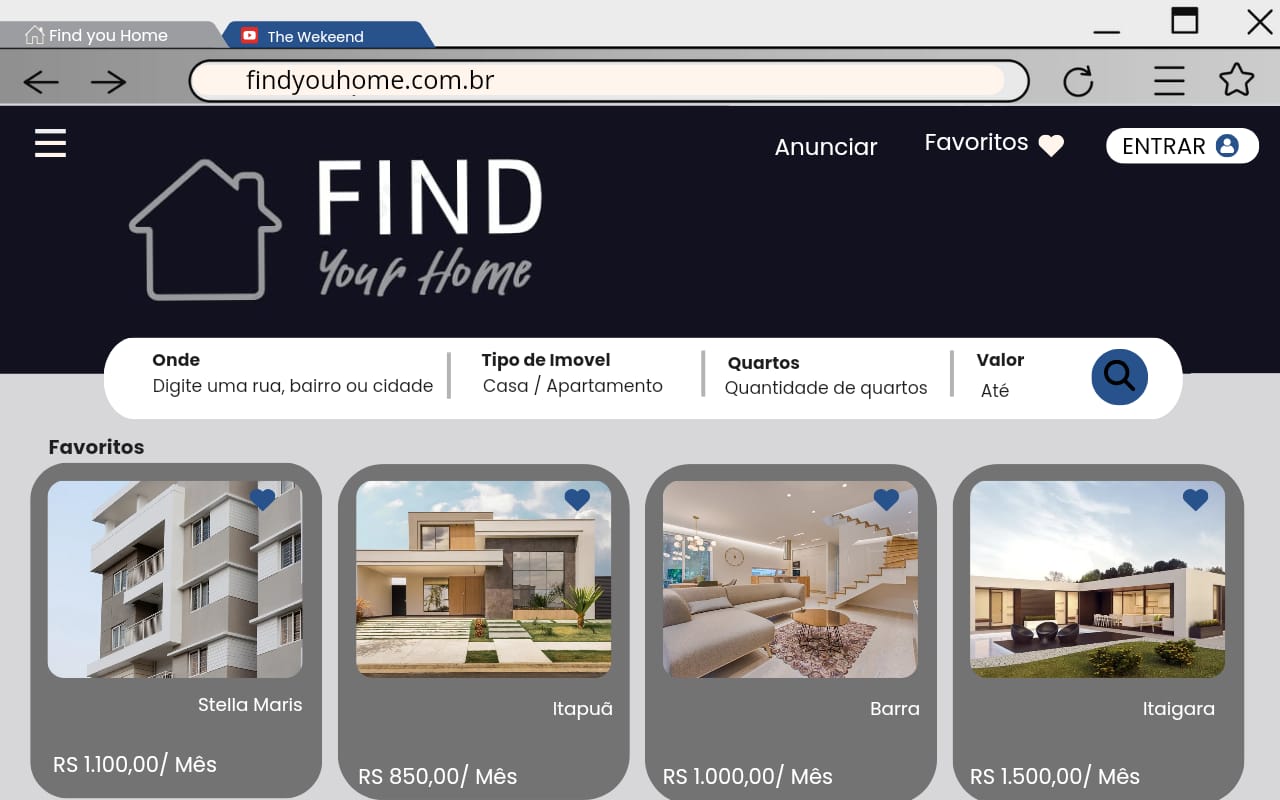 Find you Home
The Wekeend
findyouhome.com.br
Anunciar
Favoritos
ENTRAR
FIND
Your Home
Onde
Digite uma rua, bairro ou cidade
Tipo de Imovel
Casa / Apartamento
Quartos
Quantidade de quartos
Valor
Até
Favoritos
Stella Maris
RS 1.100,00/ Mês
Itapuã
RS 850,00/ Mês
Barra
RS 1.000,00/ Mês
Itaigara
RS 1.500,00/ Mês